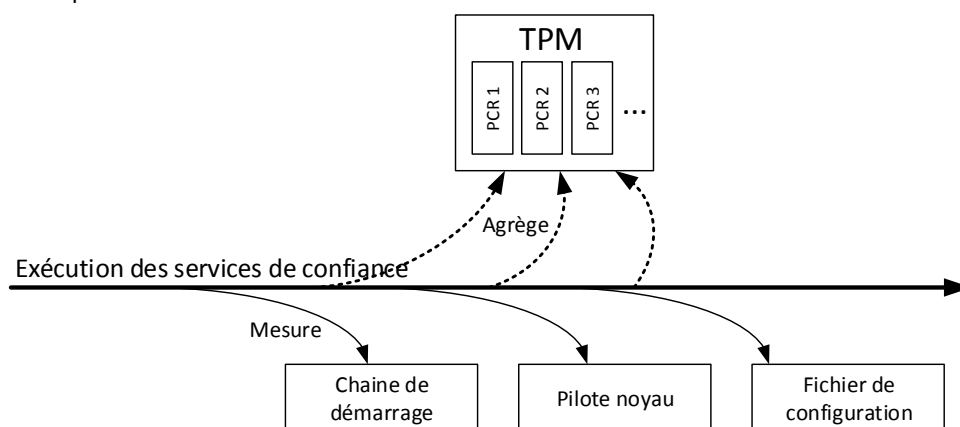 TPM
PCR 1
PCR 2
PCR 3
...
Agrège
Exécution des services de confiance
Mesure
Chaine de
démarrage
Pilote noyau
Fichier de
configuration